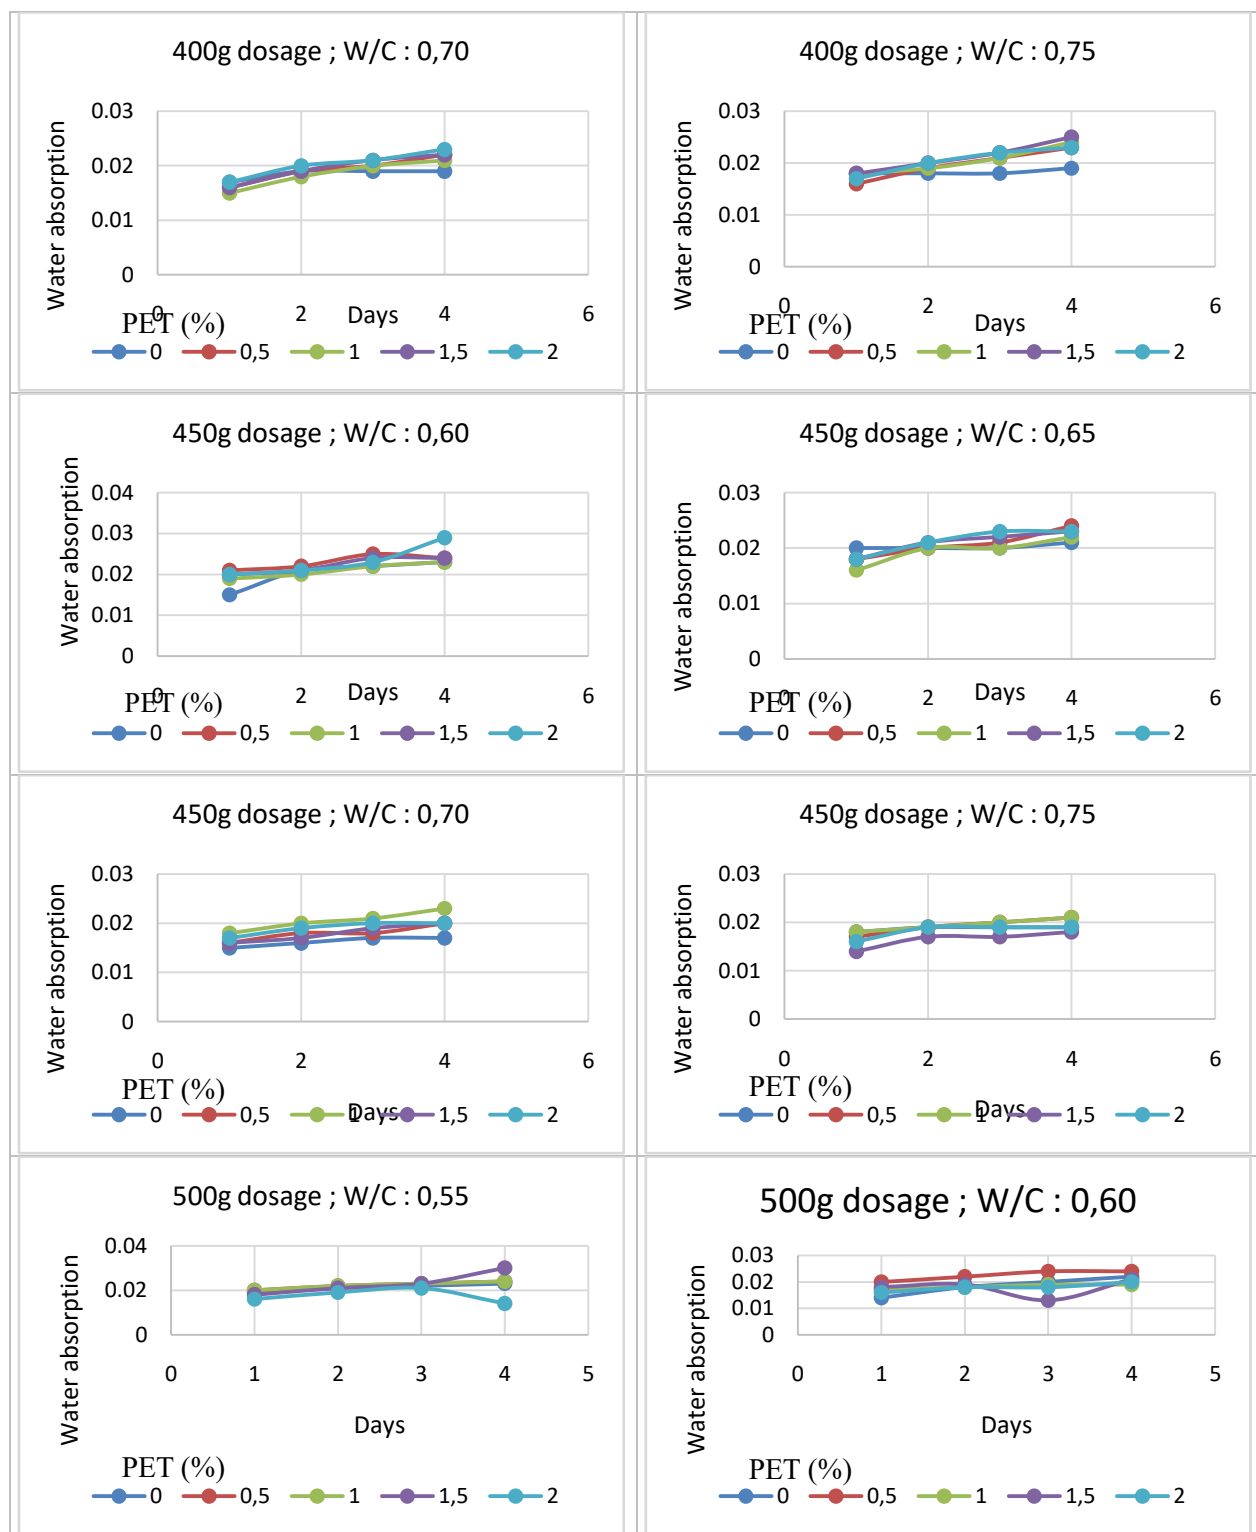 400g dosage ; W/C : 0,70
Water absorption
0.03
0.02
0.01
0
0 2 4 6
Days
PET (%)
0 0,5 1 1,5 2
400g dosage ; W/C : 0,75
Water absorption
0.03
0.02
0.01
0
0 2 4 6
Days
PET (%)
0 0,5 1 1,5 2
450g dosage ; W/C : 0,60
Water absorption
0.04
0.03
0.02
0.01
0
0 2 4 6
Days
PET (%)
0 0,5 1 1,5 2
450g dosage ; W/C : 0,65
Water absorption
0.03
0.02
0.01
0
0 2 4 6
Days
PET (%)
0 0,5 1 1,5 2
450g dosage ; W/C : 0,70
Water absorption
0.03
0.02
0.01
0
0 2 4 6
PET (%)
Days
0 0,5 1 1,5 2
450g dosage ; W/C : 0,75
Water absorption
0.03
0.02
0.01
0
0 2 4 6
PET (%)
Days
0 0,5 1 1,5 2
500g dosage ; W/C : 0,55
Water absorption
0.04
0.02
0
0 1 2 3 4 5
Days
PET (%)
0 0,5 1 1,5 2
500g dosage ; W/C : 0,60
Water absorption
0.03
0.02
0.01
0
0 1 2 3 4 5
Days
PET (%)
0 0,5 1 1,5 2